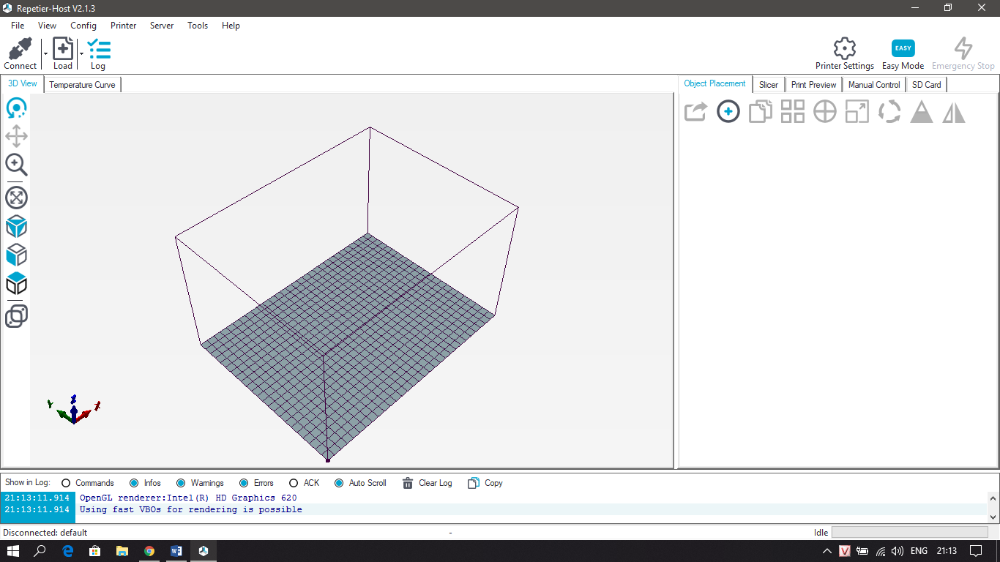 Repetier-Host V2.1.3
File View Config Printer Server Tools Help
Connect Load Log Printer Settings EASY Easy Mode Emergency Stop
3D View Temperature Curve Object Placement Slicer Print Preview Manual Control SD Card
Y Z X
Show in Log: Commands Infos Warnings Errors ACK Auto Scroll Clear Log Copy
21:13:11.914 OpenGL renderer:Intel(R) HD Graphics 620
21:13:11.914 Using fast VBOs for rendering is possible
Disconnected: default - Idle
V ENG 21:13